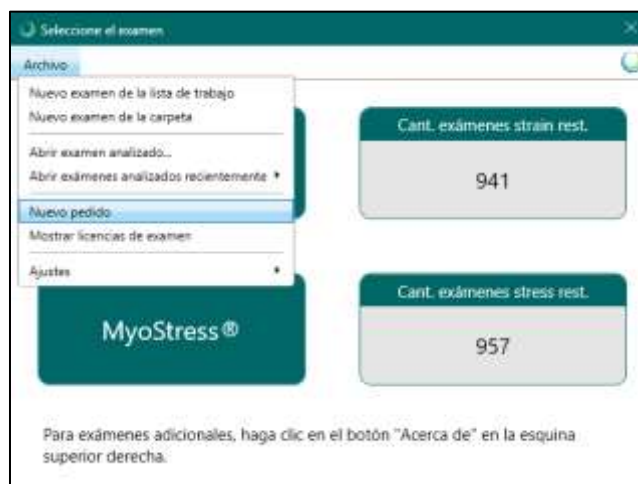 Seleccione el examen
Archivo
Nuevo examen de la lista de trabajo
Nuevo examen de la carpeta
Abrir examen analizado...
Abrir exámenes analizados recientemente
Nuevo pedido
Mostrar licencias de examen
Ajustes
Cant. exámenes strain rest.
941
MyoStress®
Cant. exámenes stress rest.
957
Para exámenes adicionales, haga clic en el botón "Acerca de" en la esquina
superior derecha.